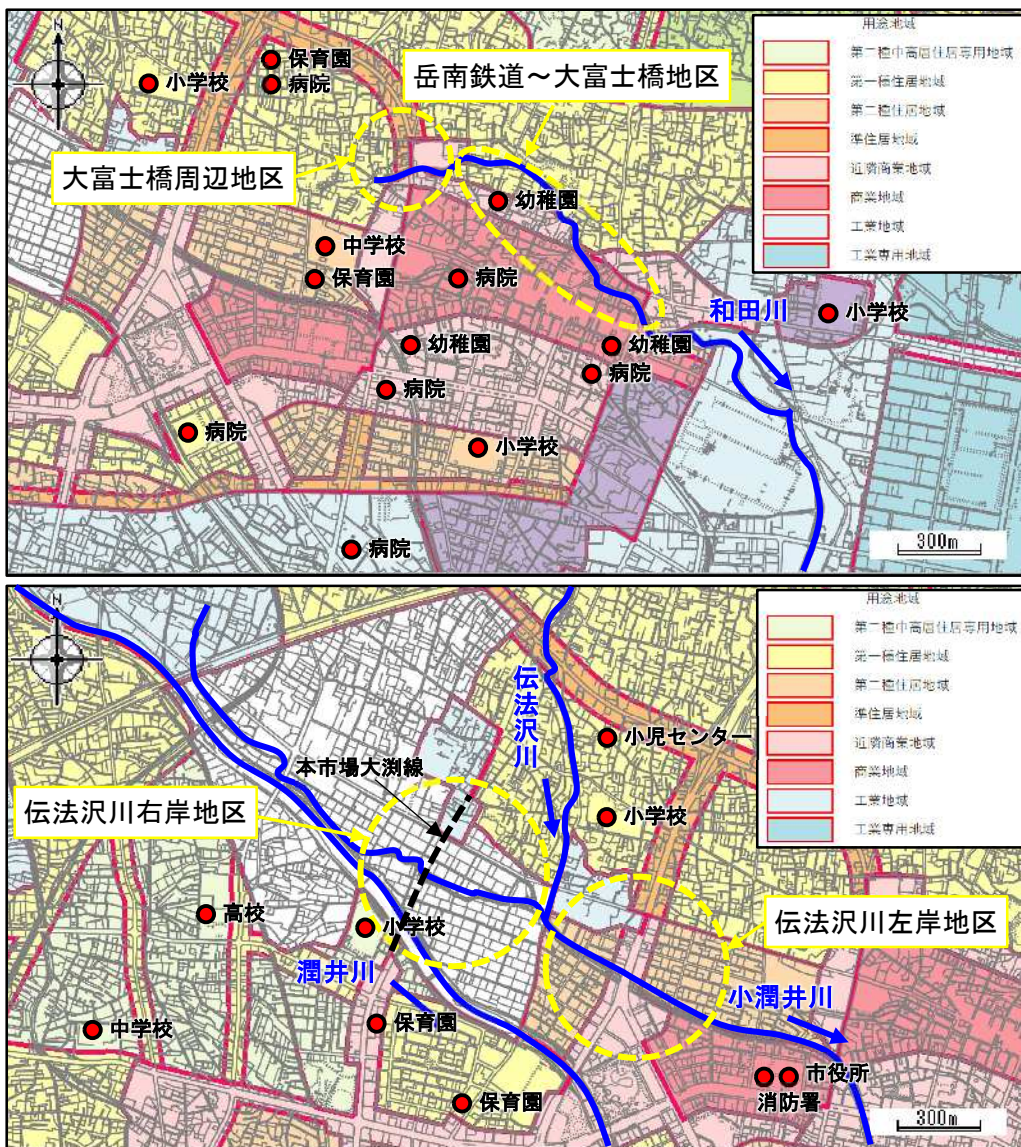 用途地域
第二種中高層住居専用地域
第一種住居地域
第二種住居地域
準住居地域
近隣商業地域
商業地域
工業地域
工業専用地域
N
保育園
小学校
病院
岳南鉄道～大富士橋地区
大富士橋周辺地区
幼稚園
中学校
保育園
病院
和田川
小学校
幼稚園
幼稚園
病院
病院
病院
小学校
病院
300m
用途地域
第二種中高層住居専用地域
第一種住居地域
第二種住居地域
準住居地域
近隣商業地域
商業地域
工業地域
工業専用地域
N
伝法沢川
小児センター
本市場大渕線
伝法沢川右岸地区
小学校
高校
小学校
伝法沢川左岸地区
潤井川
小潤井川
中学校
保育園
市役所
消防署
保育園
300m